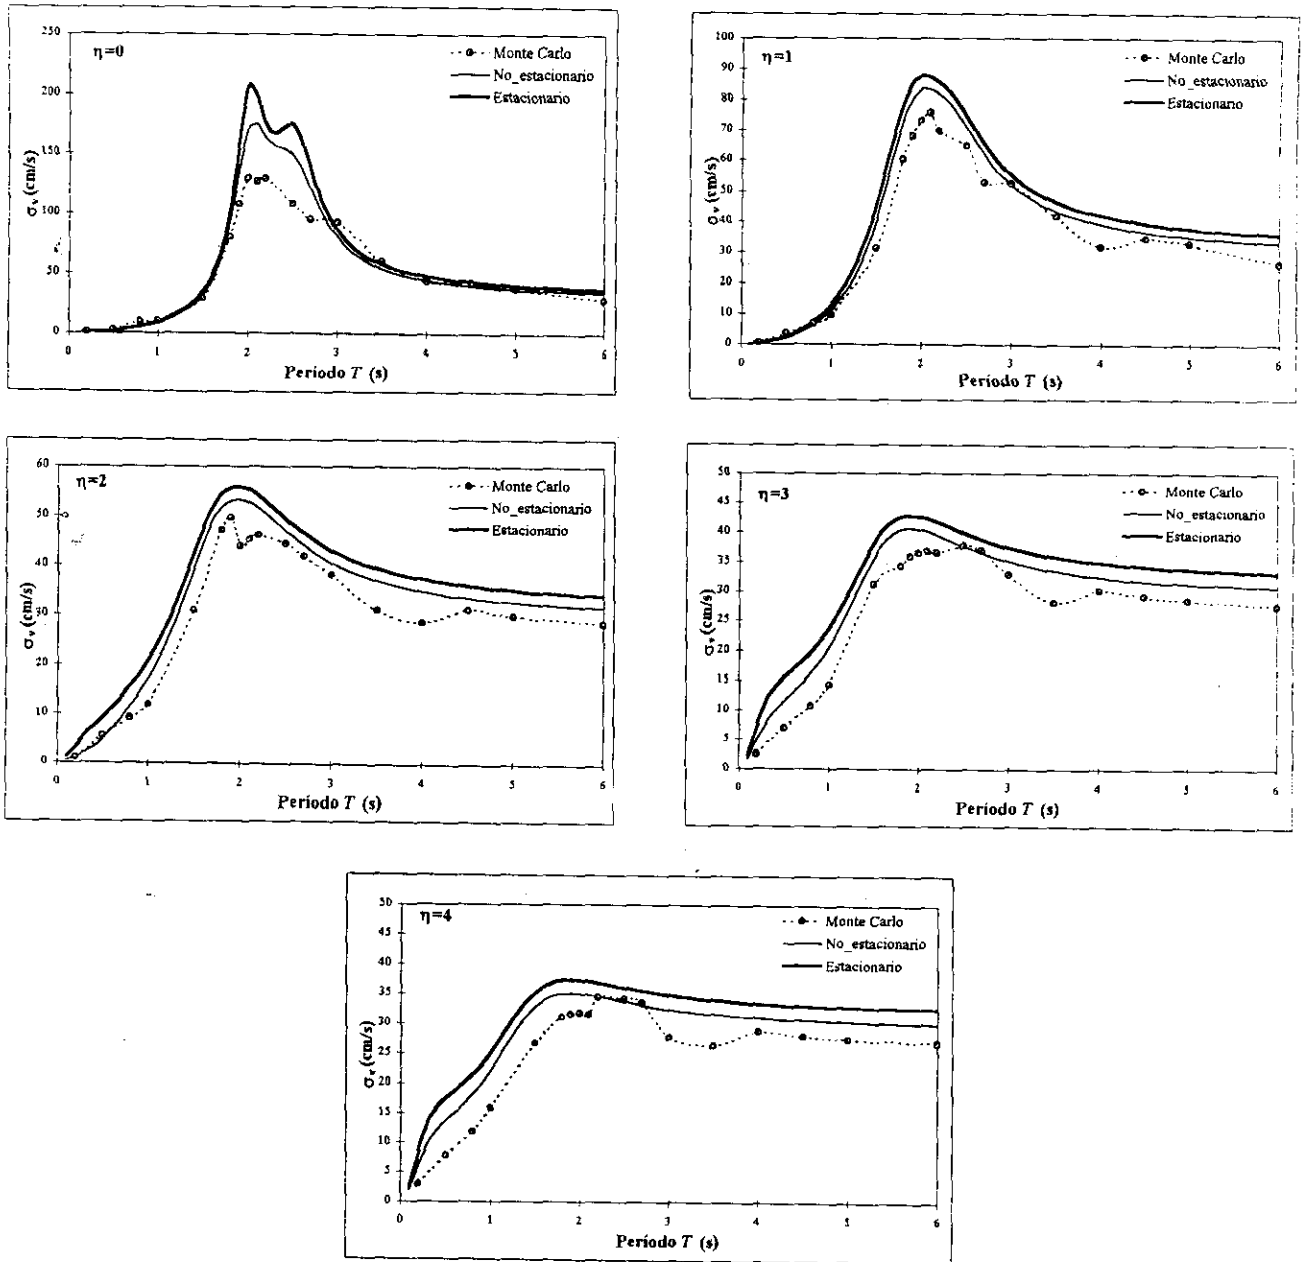 η=0
Monte Carlo
No_estacionario
Estacionario
250
200
150
100
50
0
σv (cm/s)
0 1 2 3 4 5 6
Período T (s)
η=1
Monte Carlo
No_estacionario
Estacionario
100
90
80
70
60
50
40
30
20
10
0
σv (cm/s)
0 1 2 3 4 5 6
Período T (s)
η=2
Monte Carlo
No_estacionario
Estacionario
60
50
40
30
20
10
0
σv (cm/s)
0 1 2 3 4 5 6
Período T (s)
η=3
Monte Carlo
No_estacionario
Estacionario
50
45
40
35
30
25
20
15
10
5
0
σv (cm/s)
0 1 2 3 4 5 6
Período T (s)
η=4
Monte Carlo
No_estacionario
Estacionario
50
45
40
35
30
25
20
15
10
5
0
σv (cm/s)
0 1 2 3 4 5 6
Período T (s)